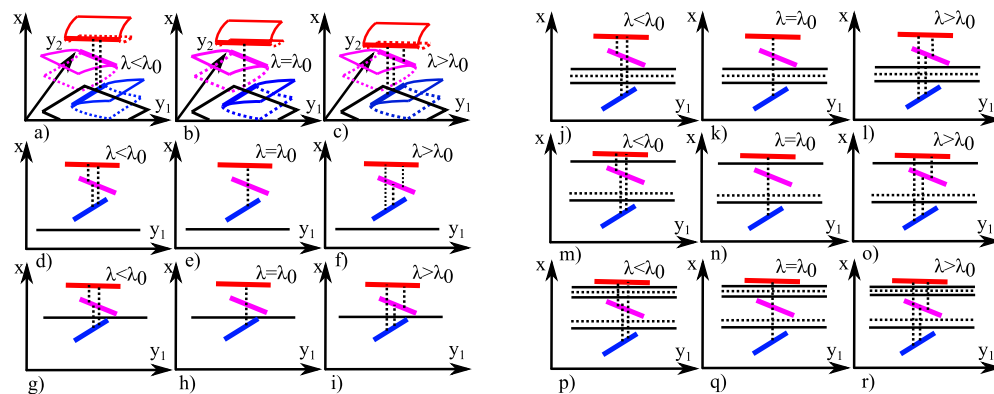 x y₂ λ<λ₀ y₁ a)
x y₂ λ=λ₀ y₁ b)
x y₂ λ>λ₀ y₁ c)
x λ<λ₀ y₁ d)
x λ=λ₀ y₁ e)
x λ>λ₀ y₁ f)
x λ<λ₀ y₁ g)
x λ=λ₀ y₁ h)
x λ>λ₀ y₁ i)
x λ<λ₀ y₁ j)
x λ=λ₀ y₁ k)
x λ>λ₀ y₁ l)
x λ<λ₀ y₁ m)
x λ=λ₀ y₁ n)
x λ>λ₀ y₁ o)
x λ<λ₀ y₁ p)
x λ=λ₀ y₁ q)
x λ>λ₀ y₁ r)